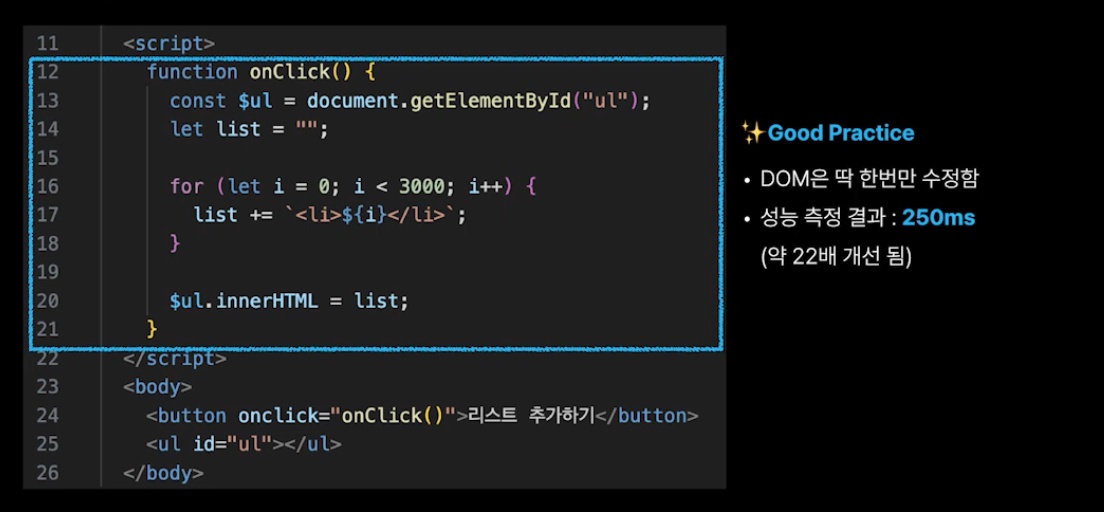 11 <script>
12 function onClick() {
13 const $ul = document.getElementById("ul");
14 let list = "";
15
16 for (let i = 0; i < 3000; i++) {
17 list += `<li>${i}</li>`;
18 }
19
20 $ul.innerHTML = list;
21 }
22 </script>
23 <body>
24 <button onclick="onClick()">리스트 추가하기</button>
25 <ul id="ul"></ul>
26 </body>
✨Good Practice
• DOM은 딱 한번만 수정함
• 성능 측정 결과 : 250ms
(약 22배 개선 됨)